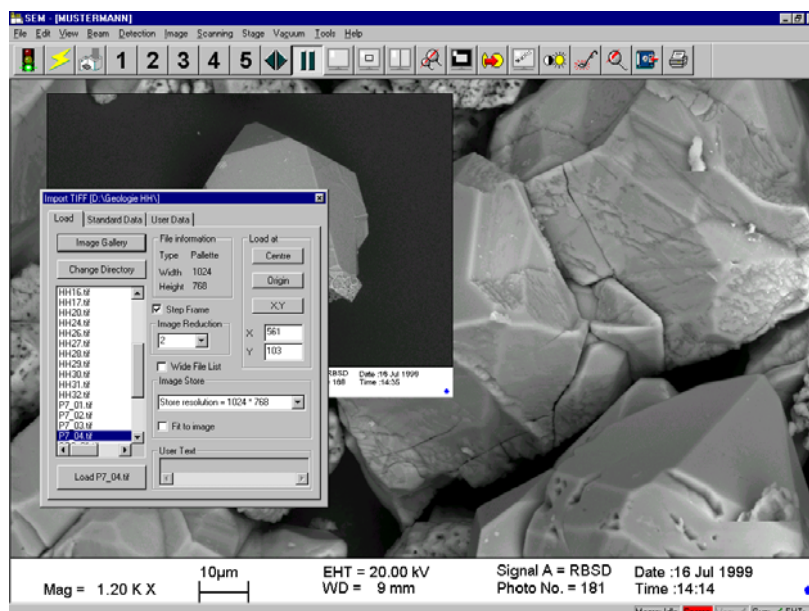 SEM - [MUSTERMANN]
File Edit View Beam Detection Image Scanning Stage Vacuum Tools Help
1 2 3 4 5
Import TIFF [D:\Geologie HH\]
Load Standard Data User Data
Image Gallery
Change Directory
HH16.tif
HH17.tif
HH20.tif
HH24.tif
HH26.tif
HH27.tif
HH28.tif
HH29.tif
HH30.tif
HH31.tif
HH32.tif
P7_01.tif
P7_02.tif
P7_03.tif
P7_04.tif
Load P7_04.tif
File information
Type Pallette
Width 1024
Height 768
Step Frame
Image Reduction
2
Wide File List
Load at
Centre
Origin
X,Y
X 561
Y 103
Image Store
Store resolution = 1024 * 768
Fit to image
User Text
RBSD Date :16 Jul 1999
168 Time :14:35
Mag = 1.20 K X
10µm
EHT = 20.00 kV
WD = 9 mm
Signal A = RBSD
Photo No. = 181
Date :16 Jul 1999
Time :14:14